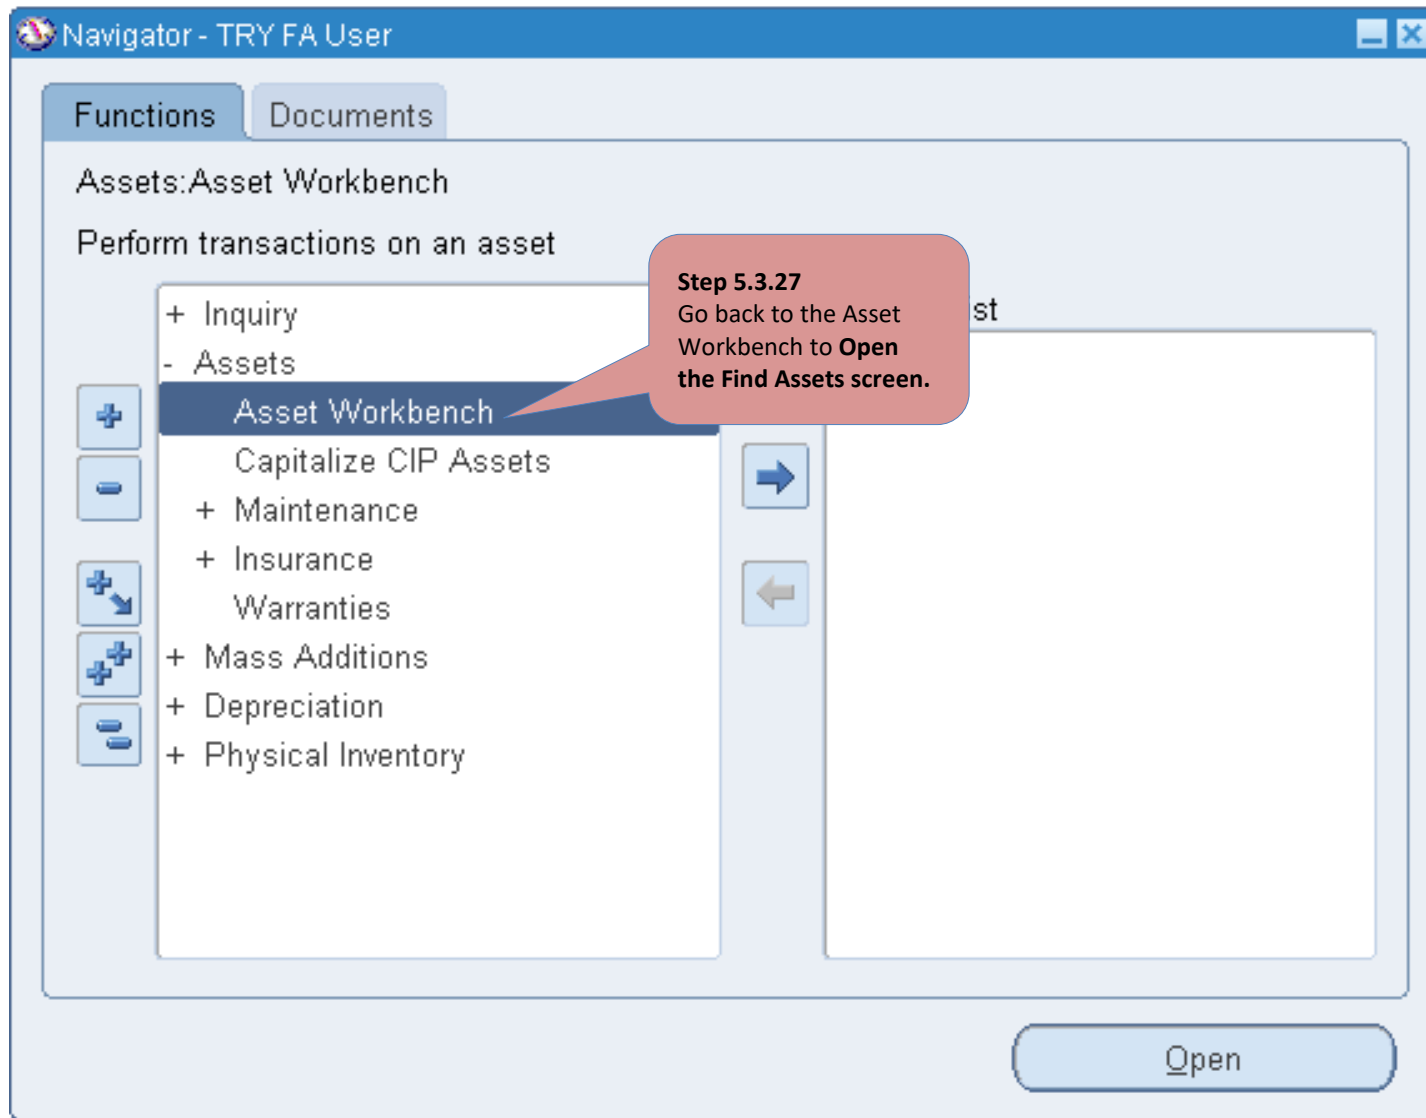 Navigator - TRY FA User
Functions
Documents
Assets:Asset Workbench
Perform transactions on an asset
Step 5.3.27
Go back to the Asset
Workbench to Open
the Find Assets screen.
+ Inquiry
- Assets
Asset Workbench
Capitalize CIP Assets
+ Maintenance
+ Insurance
Warranties
+ Mass Additions
+ Depreciation
+ Physical Inventory
Open